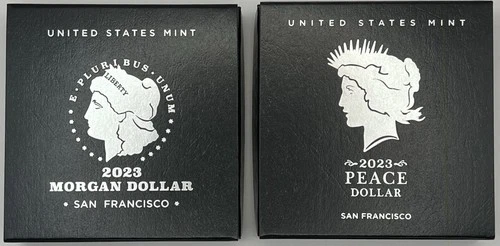 UNITED STATES MINT
E · PLURIBUS · UNUM
LIBERTY
2023
MORGAN DOLLAR
• SAN FRANCISCO •
UNITED STATES MINT
2023
PEACE
DOLLAR
SAN FRANCISCO